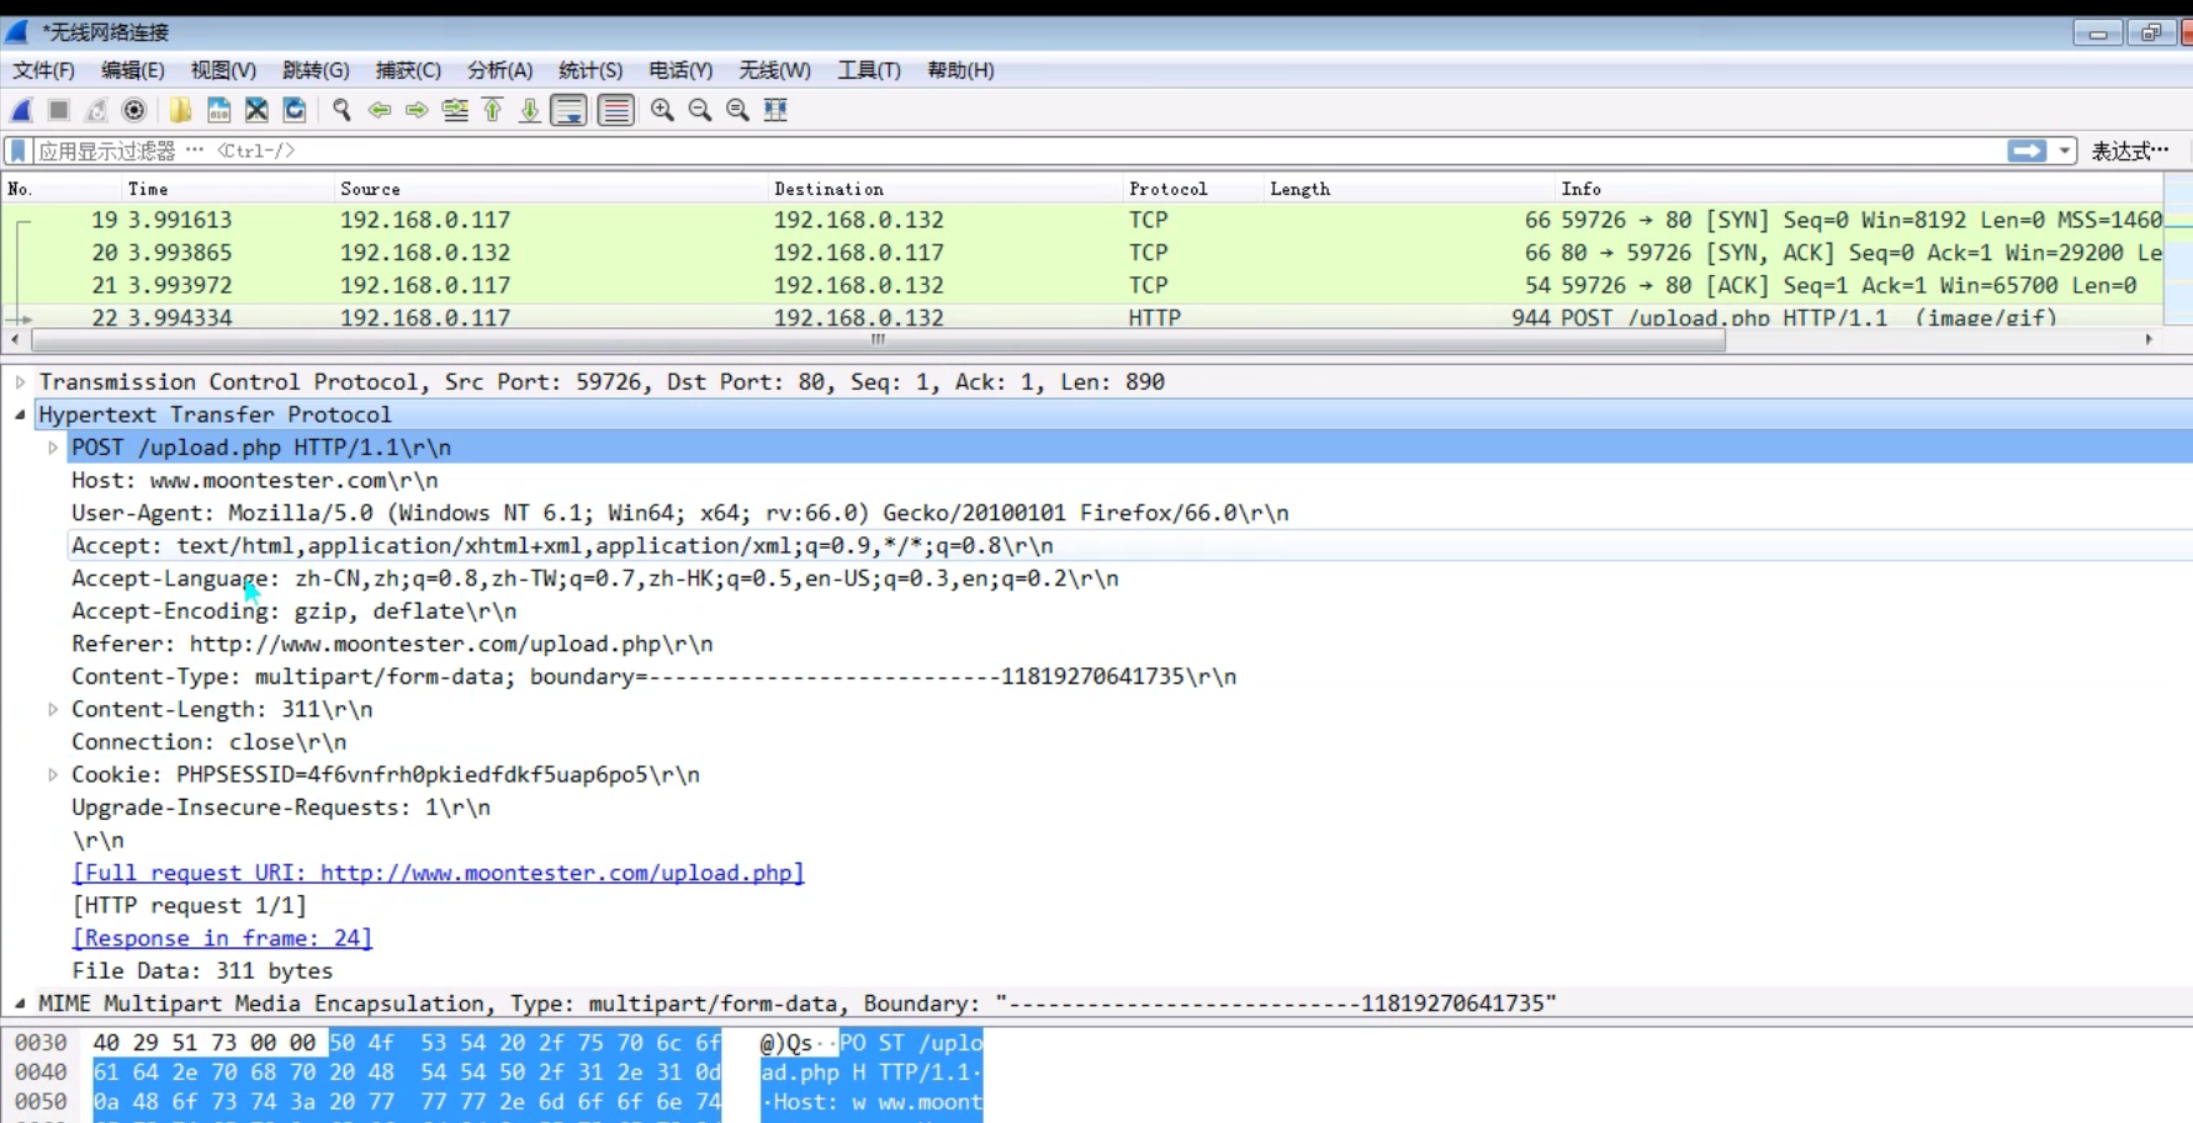 *无线网络连接
文件(F) 编辑(E) 视图(V) 跳转(G) 捕获(C) 分析(A) 统计(S) 电话(Y) 无线(W) 工具(T) 帮助(H)
应用显示过滤器 … <Ctrl-/> 表达式…
No. Time Source Destination Protocol Length Info
19 3.991613 192.168.0.117 192.168.0.132 TCP 66 59726 → 80 [SYN] Seq=0 Win=8192 Len=0 MSS=1460
20 3.993865 192.168.0.132 192.168.0.117 TCP 66 80 → 59726 [SYN, ACK] Seq=0 Ack=1 Win=29200 Le
21 3.993972 192.168.0.117 192.168.0.132 TCP 54 59726 → 80 [ACK] Seq=1 Ack=1 Win=65700 Len=0
22 3.994334 192.168.0.117 192.168.0.132 HTTP 944 POST /upload.php HTTP/1.1 (image/gif)
Transmission Control Protocol, Src Port: 59726, Dst Port: 80, Seq: 1, Ack: 1, Len: 890
Hypertext Transfer Protocol
POST /upload.php HTTP/1.1\r\n
Host: www.moontester.com\r\n
User-Agent: Mozilla/5.0 (Windows NT 6.1; Win64; x64; rv:66.0) Gecko/20100101 Firefox/66.0\r\n
Accept: text/html,application/xhtml+xml,application/xml;q=0.9,*/*;q=0.8\r\n
Accept-Language: zh-CN,zh;q=0.8,zh-TW;q=0.7,zh-HK;q=0.5,en-US;q=0.3,en;q=0.2\r\n
Accept-Encoding: gzip, deflate\r\n
Referer: http://www.moontester.com/upload.php\r\n
Content-Type: multipart/form-data; boundary=---------------------------11819270641735\r\n
Content-Length: 311\r\n
Connection: close\r\n
Cookie: PHPSESSID=4f6vnfrh0pkiedfdkf5uap6po5\r\n
Upgrade-Insecure-Requests: 1\r\n
\r\n
[Full request URI: http://www.moontester.com/upload.php]
[HTTP request 1/1]
[Response in frame: 24]
File Data: 311 bytes
MIME Multipart Media Encapsulation, Type: multipart/form-data, Boundary: "---------------------------11819270641735"
0030 40 29 51 73 00 00 50 4f 53 54 20 2f 75 70 6c 6f @)Qs··PO ST /uplo
0040 61 64 2e 70 68 70 20 48 54 54 50 2f 31 2e 31 0d ad.php H TTP/1.1·
0050 0a 48 6f 73 74 3a 20 77 77 77 2e 6d 6f 6f 6e 74 ·Host: w ww.moont